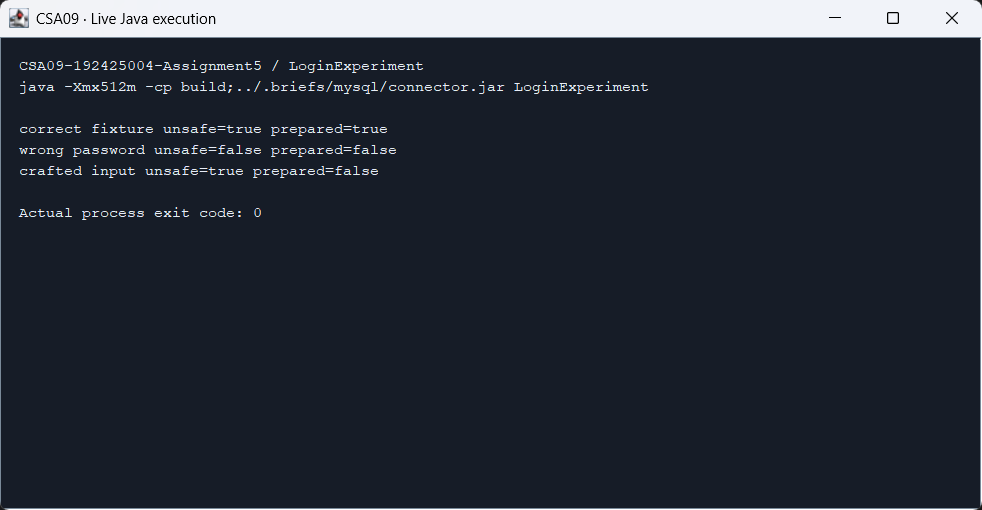 CSA09 · Live Java execution
CSA09-192425004-Assignment5 / LoginExperiment
java -Xmx512m -cp build;../.briefs/mysql/connector.jar LoginExperiment
correct fixture unsafe=true prepared=true
wrong password unsafe=false prepared=false
crafted input unsafe=true prepared=false
Actual process exit code: 0